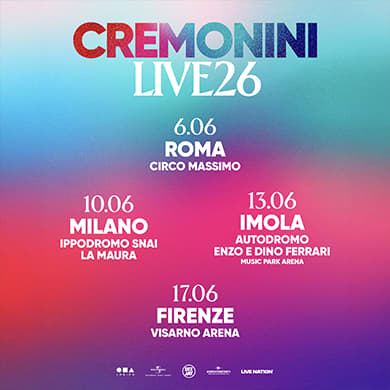 CREMONINI
LIVE26
6.06
ROMA
CIRCO MASSIMO
10.06
MILANO
IPPODROMO SNAI
LA MAURA
13.06
IMOLA
AUTODROMO
ENZO E DINO FERRARI
MUSIC PARK ARENA
17.06
FIRENZE
VISARNO ARENA
LIVE NATION